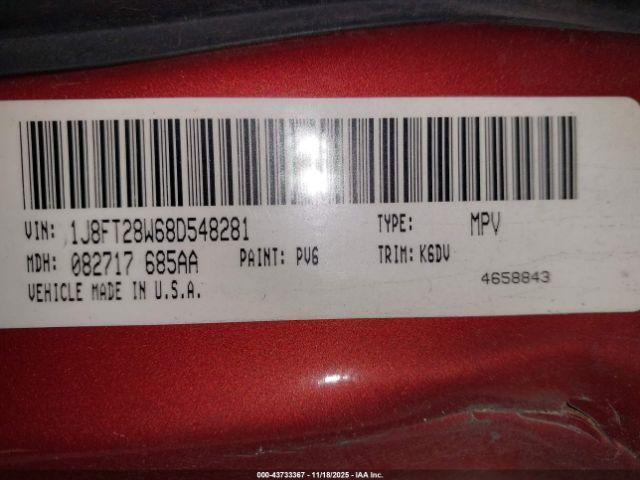 VIN: 1J8FT28W68D548281 TYPE: MPV
MDH: 082717 685AA PAINT: PV6 TRIM: K6DV
VEHICLE MADE IN U.S.A. 4658843
000-43733367 - 11/18/2025 - IAA Inc.